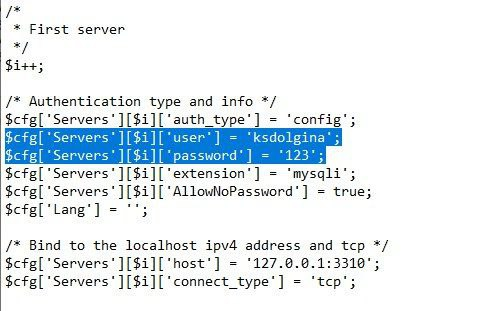 /*
 * First server
 */
$i++;

/* Authentication type and info */
$cfg['Servers'][$i]['auth_type'] = 'config';
$cfg['Servers'][$i]['user'] = 'ksdolgina';
$cfg['Servers'][$i]['password'] = '123';
$cfg['Servers'][$i]['extension'] = 'mysqli';
$cfg['Servers'][$i]['AllowNoPassword'] = true;
$cfg['Lang'] = '';

/* Bind to the localhost ipv4 address and tcp */
$cfg['Servers'][$i]['host'] = '127.0.0.1:3310';
$cfg['Servers'][$i]['connect_type'] = 'tcp';